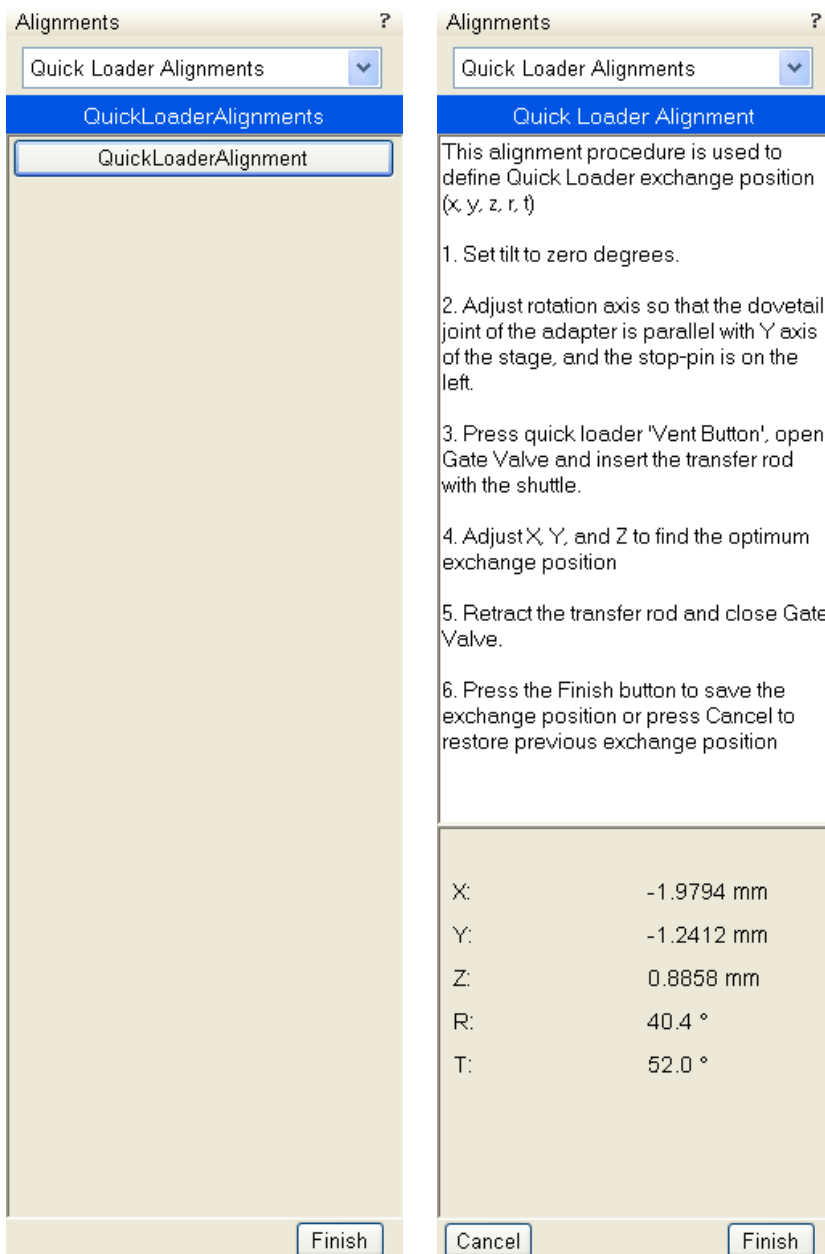 Alignments ?
Quick Loader Alignments
QuickLoaderAlignments
QuickLoaderAlignment
Finish
Alignments ?
Quick Loader Alignments
Quick Loader Alignment
This alignment procedure is used to
define Quick Loader exchange position
(x, y, z, r, t)
1. Set tilt to zero degrees.
2. Adjust rotation axis so that the dovetail
joint of the adapter is parallel with Y axis
of the stage, and the stop-pin is on the
left.
3. Press quick loader 'Vent Button', open
Gate Valve and insert the transfer rod
with the shuttle.
4. Adjust X, Y, and Z to find the optimum
exchange position
5. Retract the transfer rod and close Gate
Valve.
6. Press the Finish button to save the
exchange position or press Cancel to
restore previous exchange position
X: -1.9794 mm
Y: -1.2412 mm
Z: 0.8858 mm
R: 40.4 °
T: 52.0 °
Cancel Finish